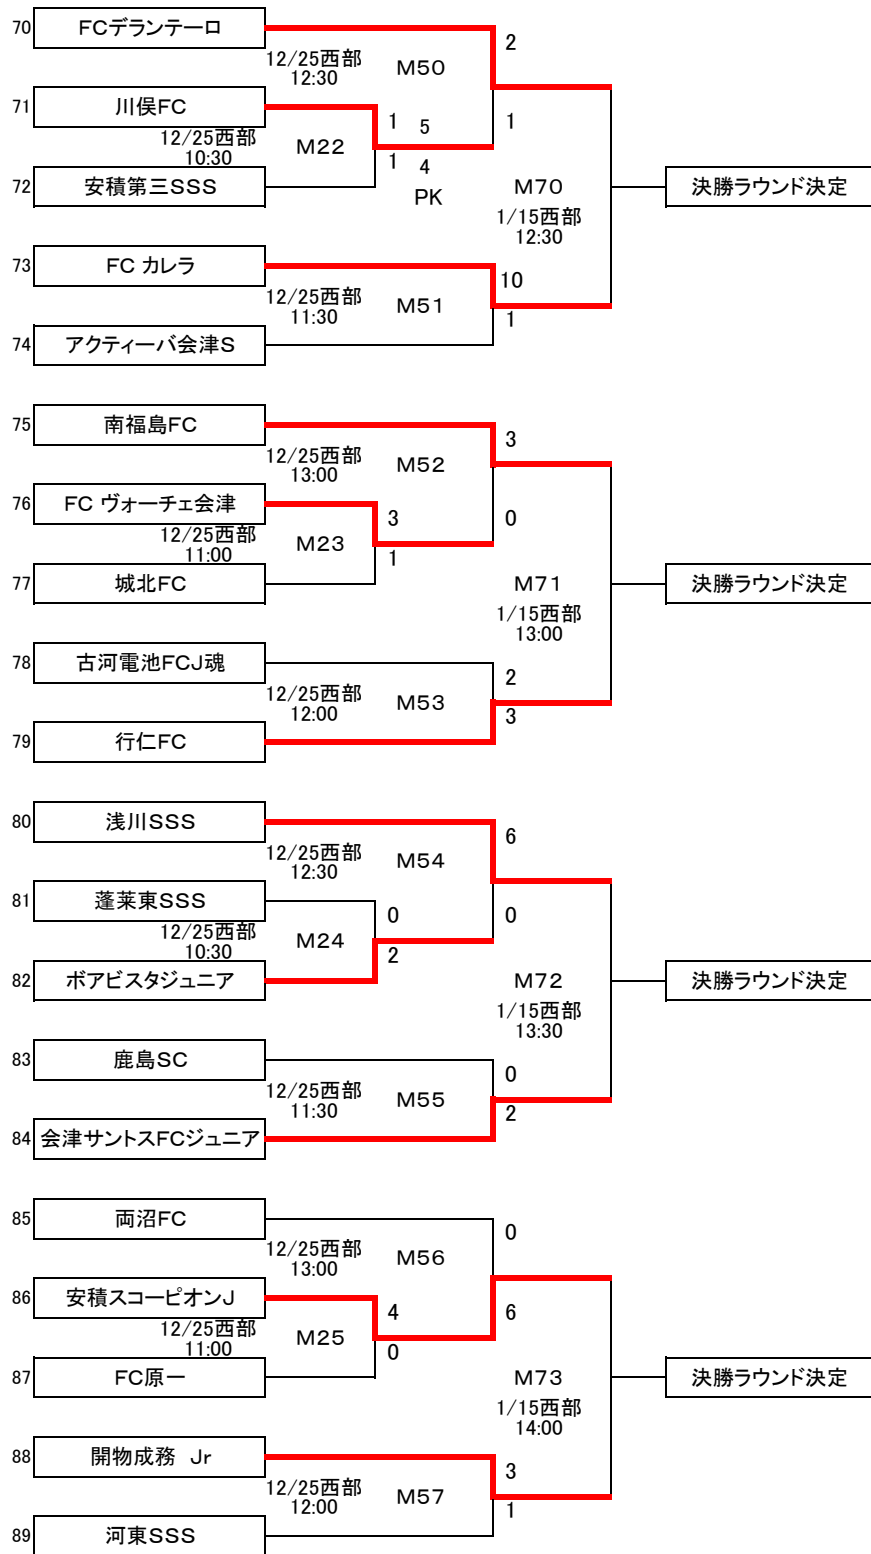 70 FCデランテーロ
2
12/25西部
12:30
M50
71 川俣FC
1 5
1
12/25西部
10:30
M22
1 4
PK
72 安積第三SSS
M70
1/15西部
12:30
決勝ラウンド決定
73 FC カレラ
10
12/25西部
11:30
M51
1
74 アクティーバ会津S
75 南福島FC
3
12/25西部
13:00
M52
76 FC ヴォーチェ会津
3
0
12/25西部
11:00
M23
1
77 城北FC
M71
1/15西部
13:00
決勝ラウンド決定
78 古河電池FCJ魂
2
12/25西部
12:00
M53
3
79 行仁FC
80 浅川SSS
6
12/25西部
12:30
M54
81 蓬莱東SSS
0
0
12/25西部
10:30
M24
2
82 ボアビスタジュニア
M72
1/15西部
13:30
決勝ラウンド決定
83 鹿島SC
0
12/25西部
11:30
M55
2
84 会津サントスFCジュニア
85 両沼FC
0
12/25西部
13:00
M56
86 安積スコーピオンJ
4
6
12/25西部
11:00
M25
0
87 FC原一
M73
1/15西部
14:00
決勝ラウンド決定
88 開物成務 Jr
3
12/25西部
12:00
M57
1
89 河東SSS